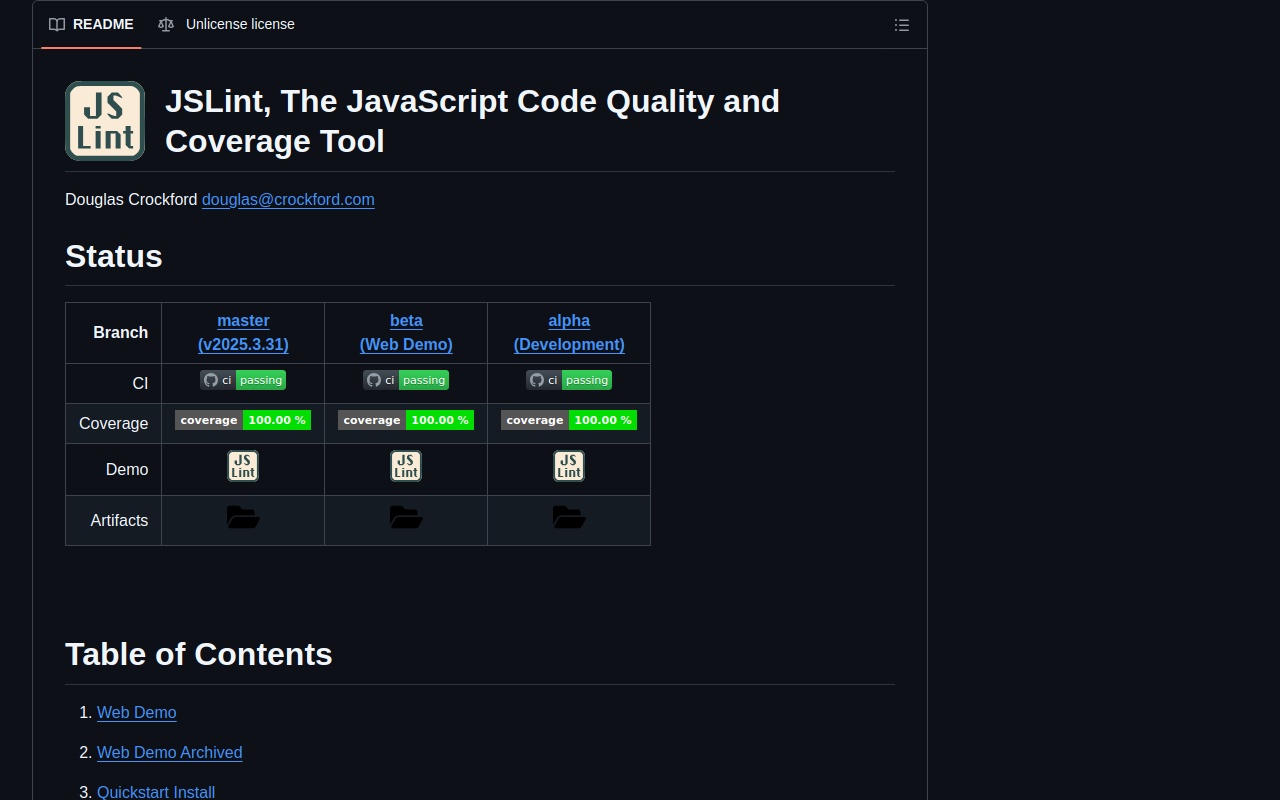 README
Unlicense license
JS
Lint
JSLint, The JavaScript Code Quality and
Coverage Tool
Douglas Crockford douglas@crockford.com
Status
Branch
master
(v2025.3.31)
beta
(Web Demo)
alpha
(Development)
CI
ci passing
ci passing
ci passing
Coverage
coverage 100.00 %
coverage 100.00 %
coverage 100.00 %
Demo
JS
Lint
JS
Lint
JS
Lint
Artifacts
Table of Contents
1. Web Demo
2. Web Demo Archived
3. Quickstart Install